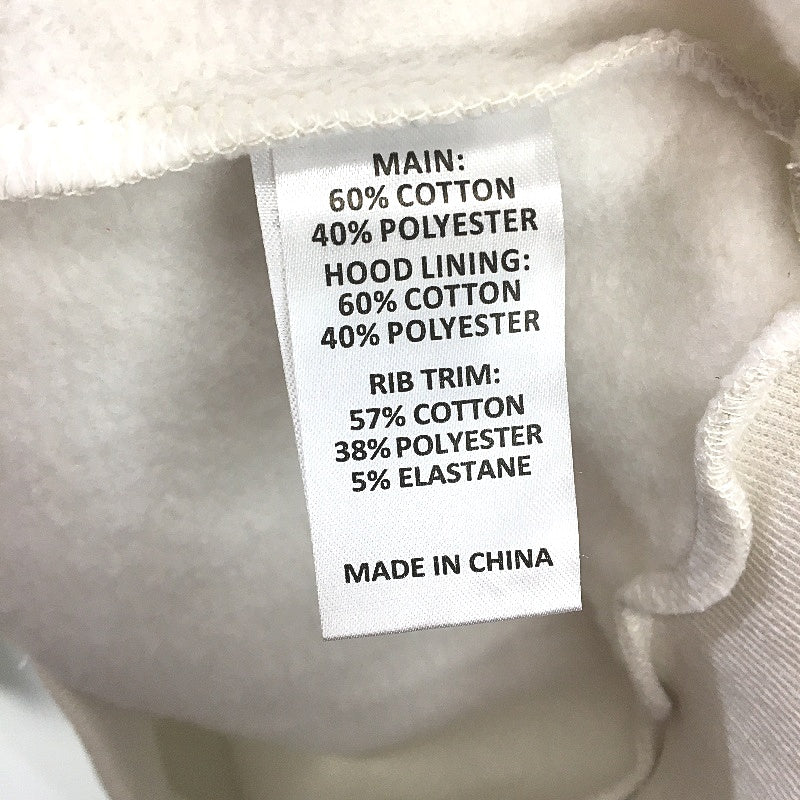 MAIN:
60% COTTON
40% POLYESTER
HOOD LINING:
60% COTTON
40% POLYESTER
RIB TRIM:
57% COTTON
38% POLYESTER
5% ELASTANE
MADE IN CHINA